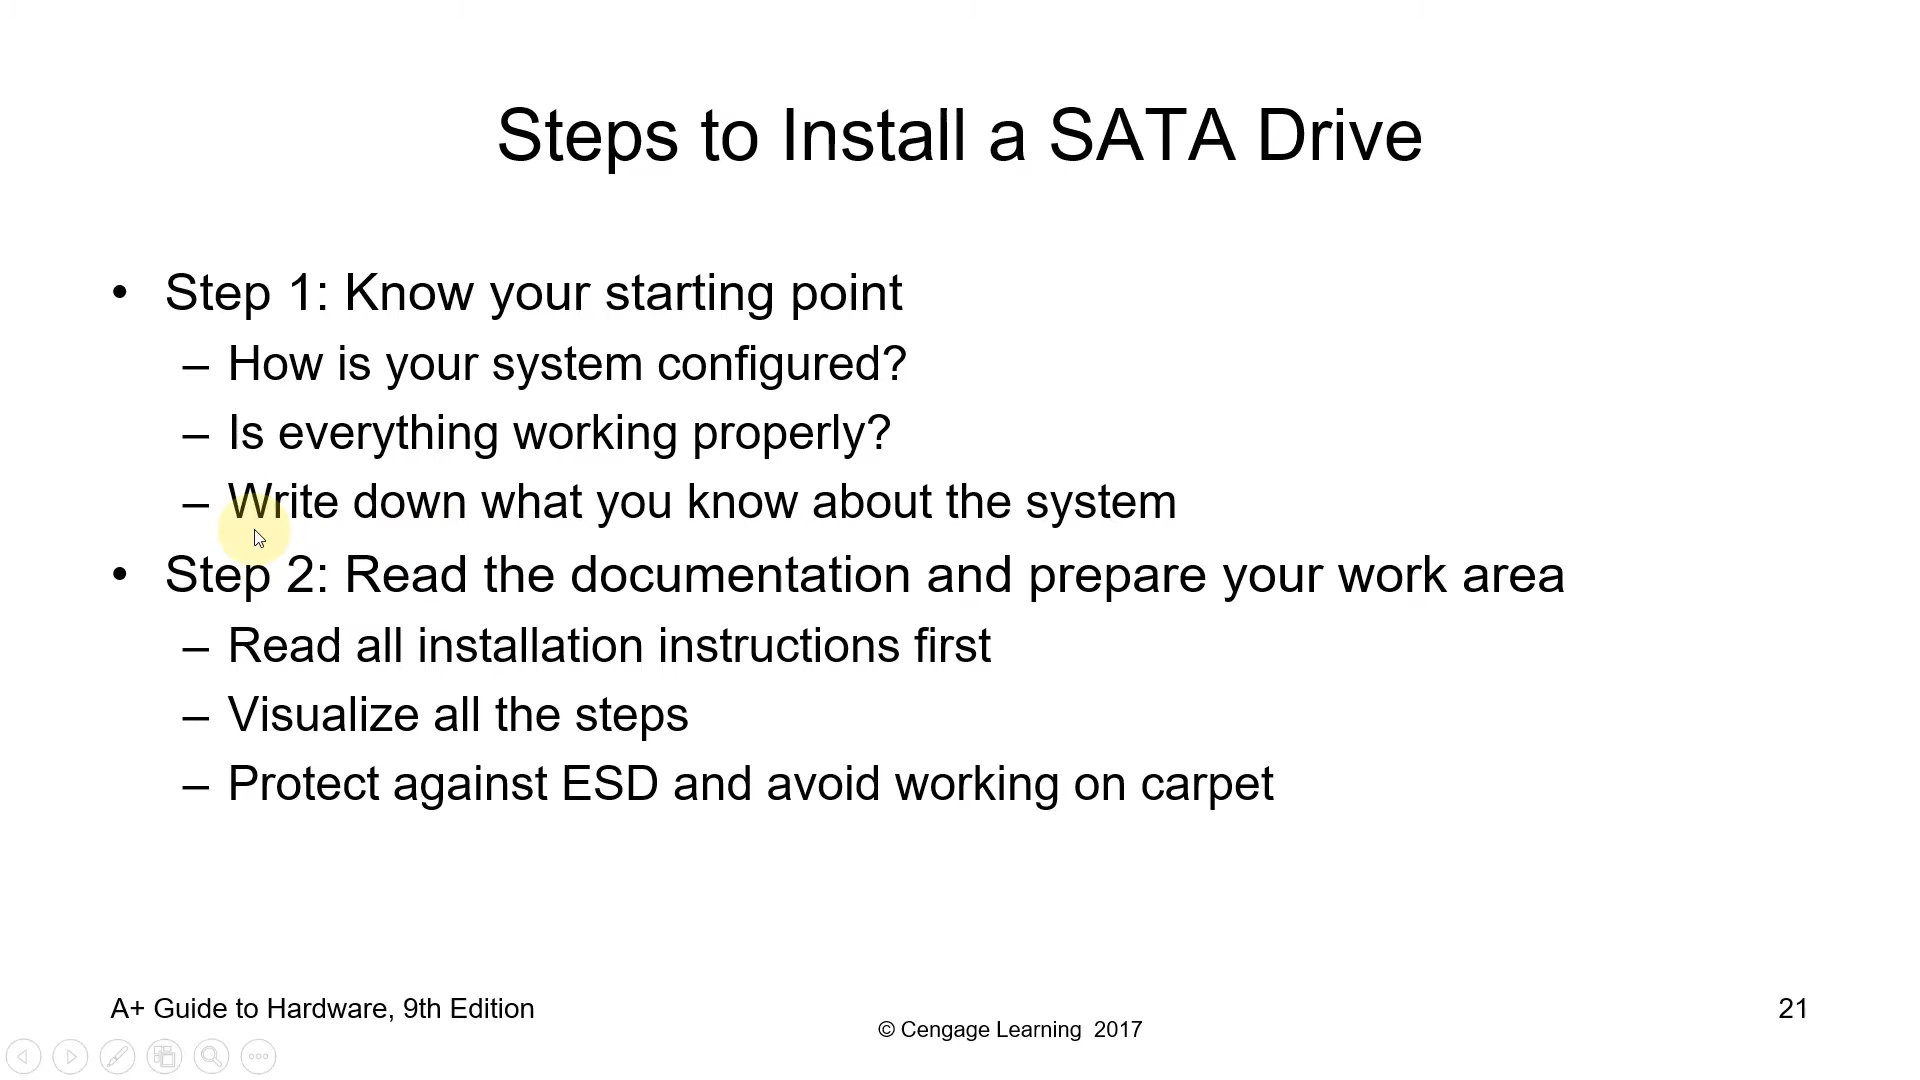 Steps to Install a SATA Drive
• Step 1: Know your starting point
– How is your system configured?
– Is everything working properly?
– Write down what you know about the system
• Step 2: Read the documentation and prepare your work area
– Read all installation instructions first
– Visualize all the steps
– Protect against ESD and avoid working on carpet
A+ Guide to Hardware, 9th Edition
© Cengage Learning 2017
21